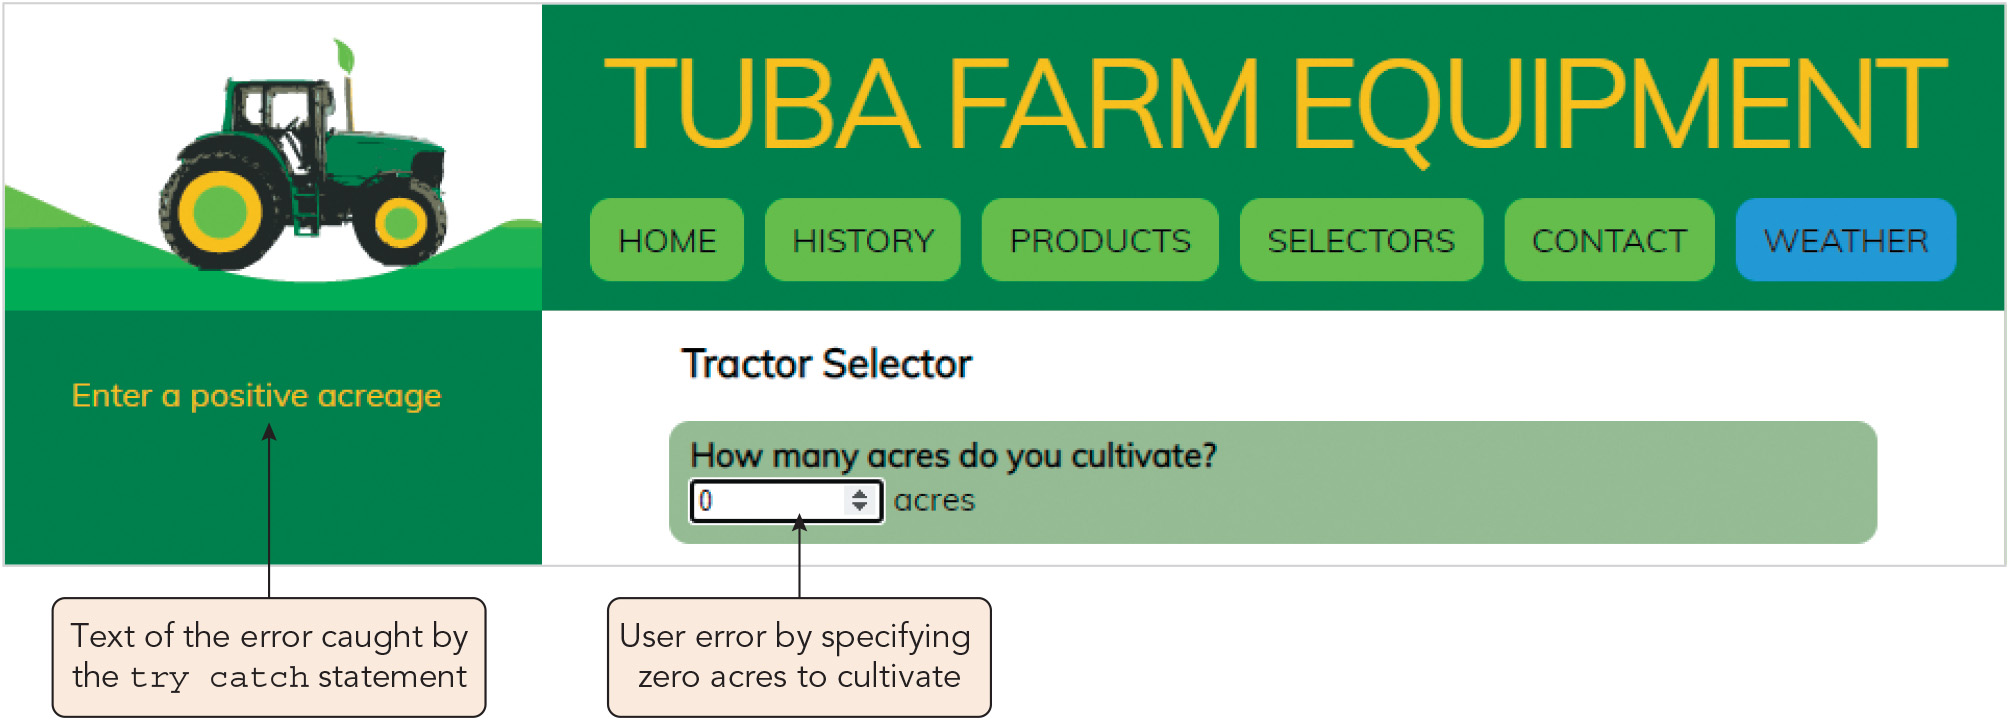 TUBA FARM EQUIPMENT
HOME HISTORY PRODUCTS SELECTORS CONTACT WEATHER
Enter a positive acreage
Tractor Selector
How many acres do you cultivate?
0 acres
Text of the error caught by
the try catch statement
User error by specifying
zero acres to cultivate